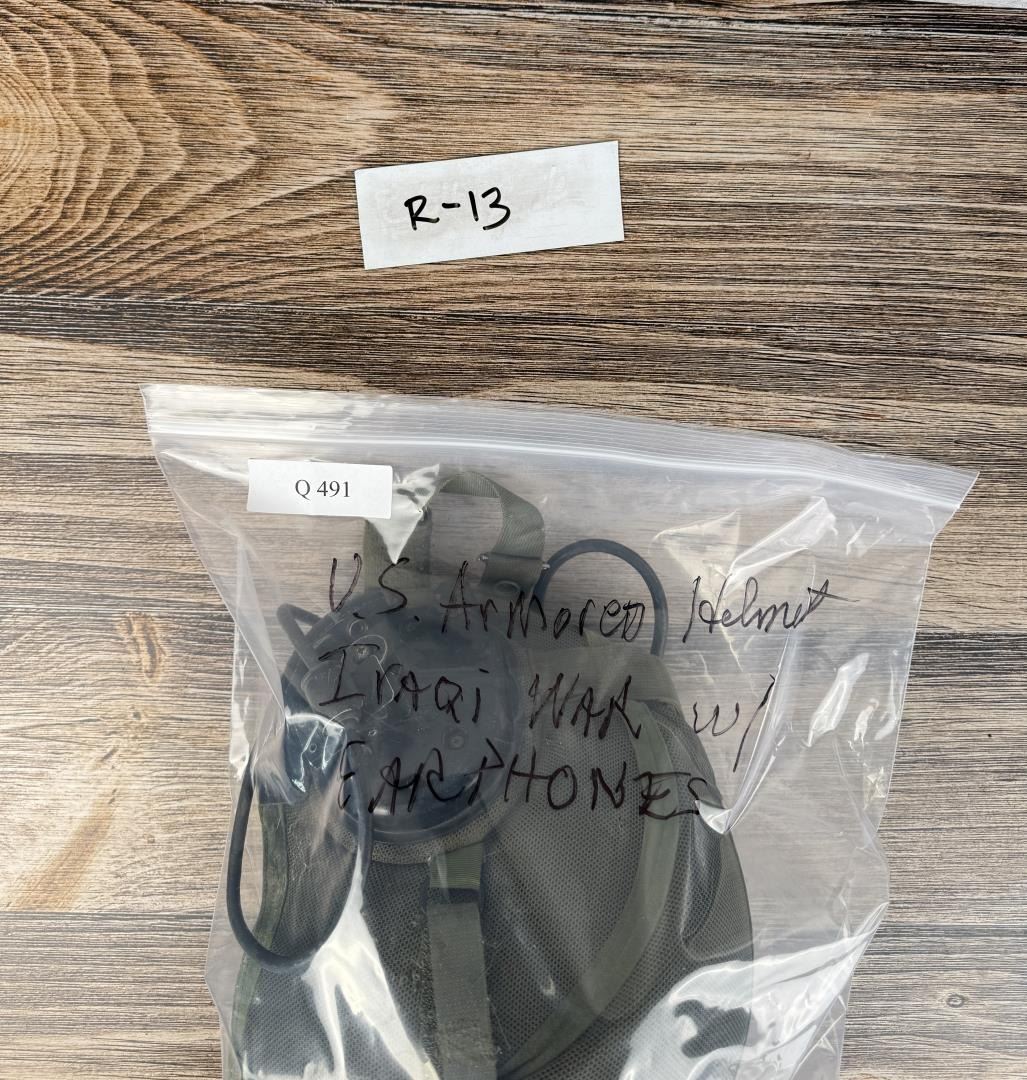 R-13
Q 491
U.S. Armored Helmet
IRAQi WAR w/
EARPHONES